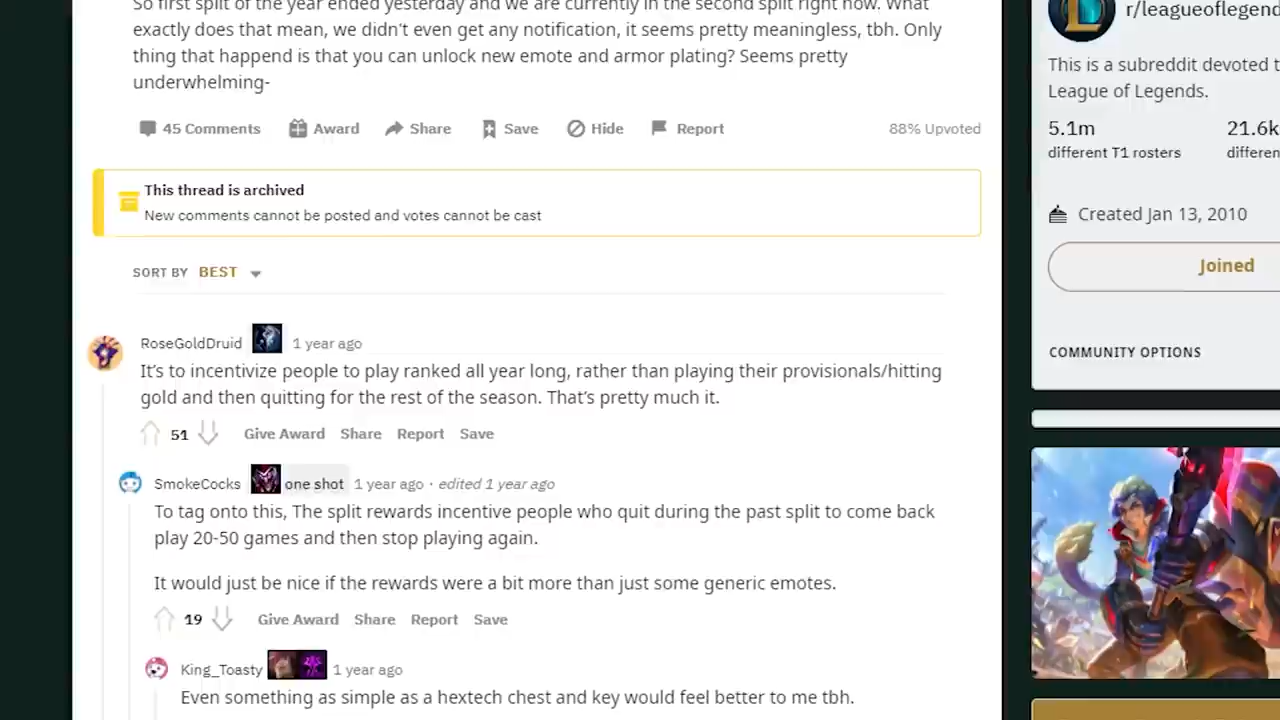 So first split of the year ended yesterday and we are currently in the second split right now. What
exactly does that mean, we didn't even get any notification, it seems pretty meaningless, tbh. Only
thing that happend is that you can unlock new emote and armor plating? Seems pretty
underwhelming-
45 Comments Award Share Save Hide Report 88% Upvoted
This thread is archived
New comments cannot be posted and votes cannot be cast
SORT BY BEST
RoseGoldDruid 1 year ago
It's to incentivize people to play ranked all year long, rather than playing their provisionals/hitting
gold and then quitting for the rest of the season. That's pretty much it.
51 Give Award Share Report Save
SmokeCocks one shot 1 year ago · edited 1 year ago
To tag onto this, The split rewards incentive people who quit during the past split to come back
play 20-50 games and then stop playing again.
It would just be nice if the rewards were a bit more than just some generic emotes.
19 Give Award Share Report Save
King_Toasty 1 year ago
Even something as simple as a hextech chest and key would feel better to me tbh.
r/leagueoflegend
This is a subreddit devoted t
League of Legends.
5.1m 21.6k
different T1 rosters differen
Created Jan 13, 2010
Joined
COMMUNITY OPTIONS